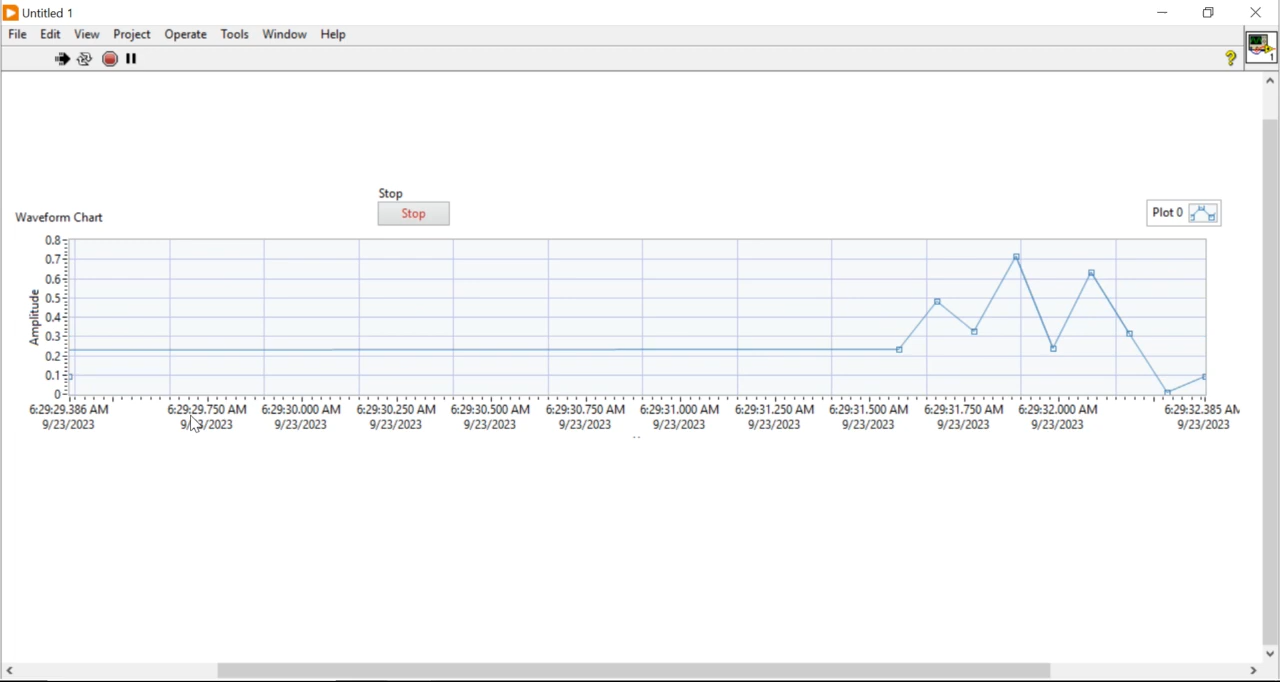 Untitled 1
File Edit View Project Operate Tools Window Help
?
1
Stop
Stop
Waveform Chart
Plot 0
Amplitude
0.8
0.7
0.6
0.5
0.4
0.3
0.2
0.1
0
6:29:29.386 AM 6:29:29.750 AM 6:29:30.000 AM 6:29:30.250 AM 6:29:30.500 AM 6:29:30.750 AM 6:29:31.000 AM 6:29:31.250 AM 6:29:31.500 AM 6:29:31.750 AM 6:29:32.000 AM 6:29:32.385 AM
9/23/2023 9/23/2023 9/23/2023 9/23/2023 9/23/2023 9/23/2023 9/23/2023 9/23/2023 9/23/2023 9/23/2023 9/23/2023 9/23/2023